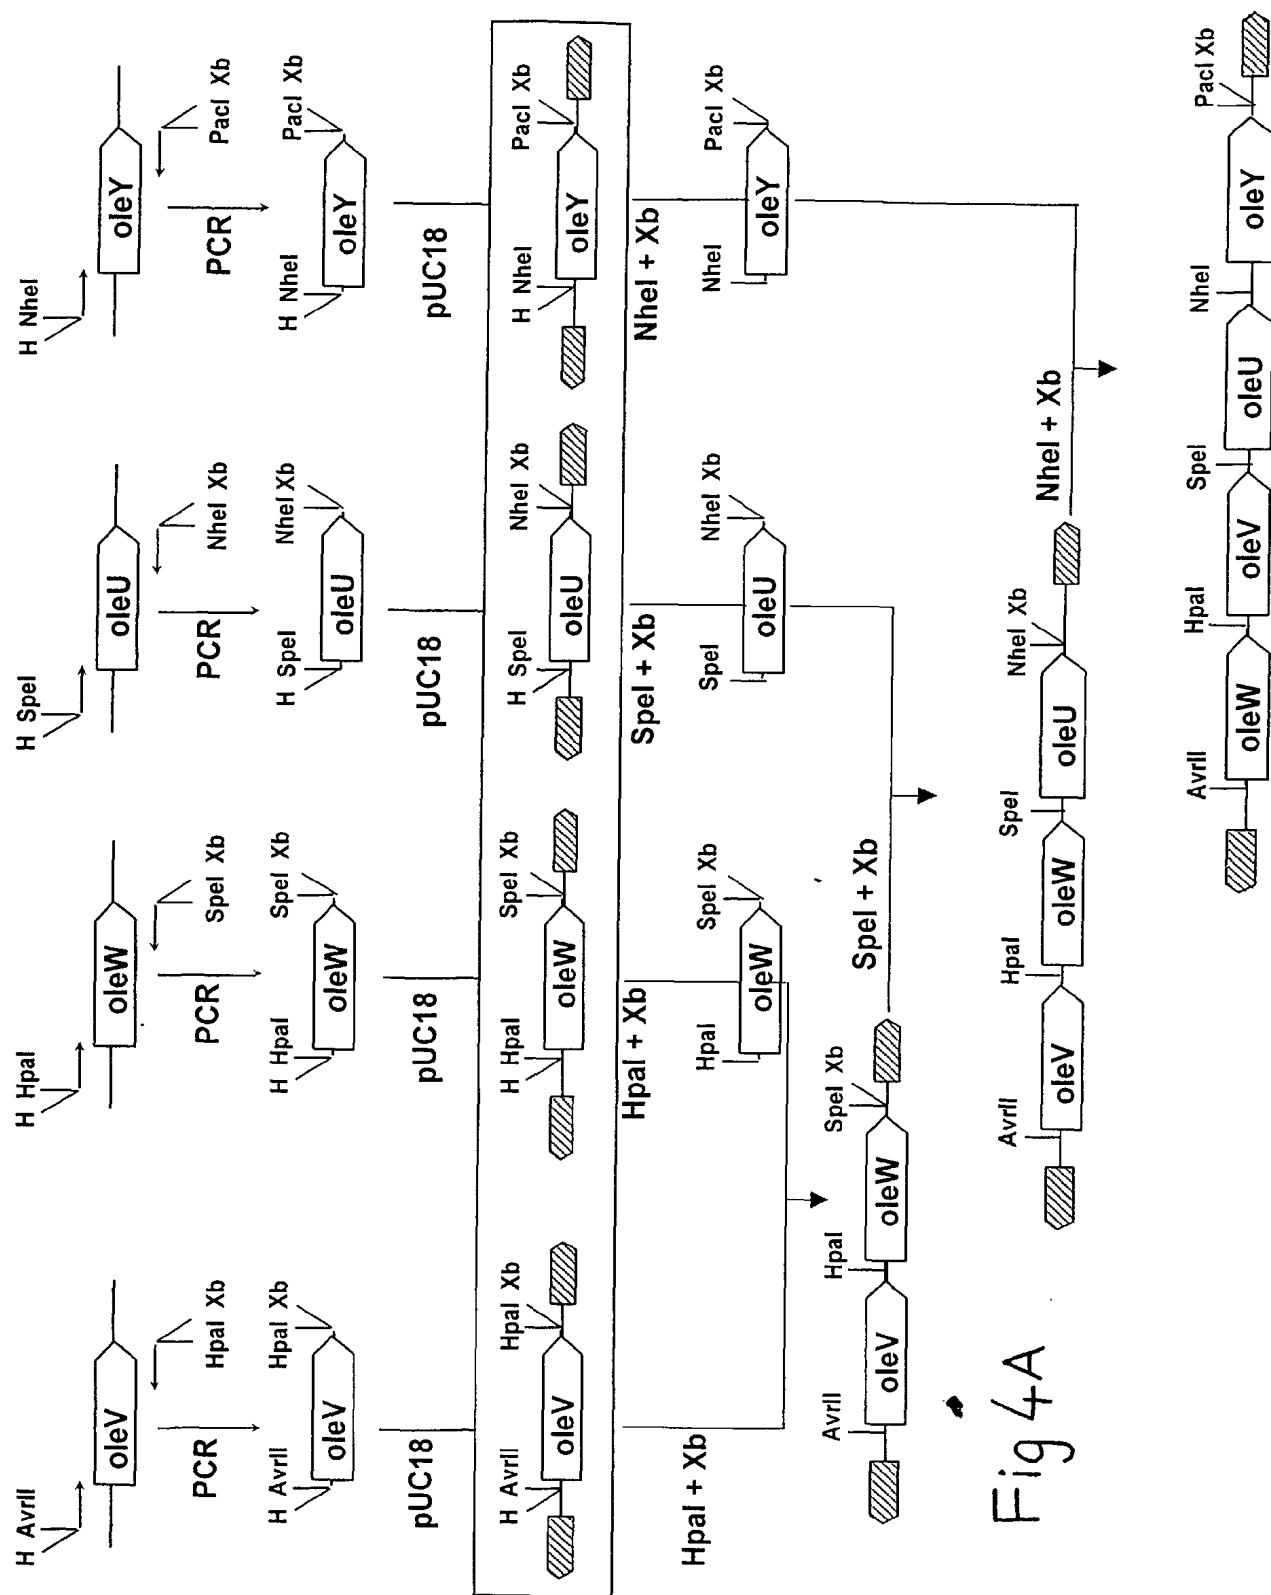 H AvrII
H HpaI
H SpeI
H NheI
oleV
oleW
oleU
oleY
HpaI Xb
SpeI Xb
NheI Xb
PacI Xb
PCR
PCR
PCR
PCR
H AvrII
HpaI Xb
H HpaI
SpeI Xb
H SpeI
NheI Xb
H NheI
PacI Xb
oleV
oleW
oleU
oleY
pUC18
pUC18
pUC18
pUC18
H AvrII
HpaI Xb
H HpaI
SpeI Xb
H SpeI
NheI Xb
H NheI
PacI Xb
oleV
oleW
oleU
oleY
HpaI + Xb
HpaI + Xb
SpeI + Xb
NheI + Xb
HpaI
SpeI Xb
SpeI
NheI Xb
NheI
PacI Xb
oleW
oleU
oleY
AvrII
HpaI
SpeI Xb
SpeI + Xb
oleV
oleW
AvrII
HpaI
SpeI
NheI Xb
NheI + Xb
oleV
oleW
oleU
AvrII
HpaI
SpeI
NheI
PacI Xb
oleW
oleV
oleU
oleY
Fig 4A